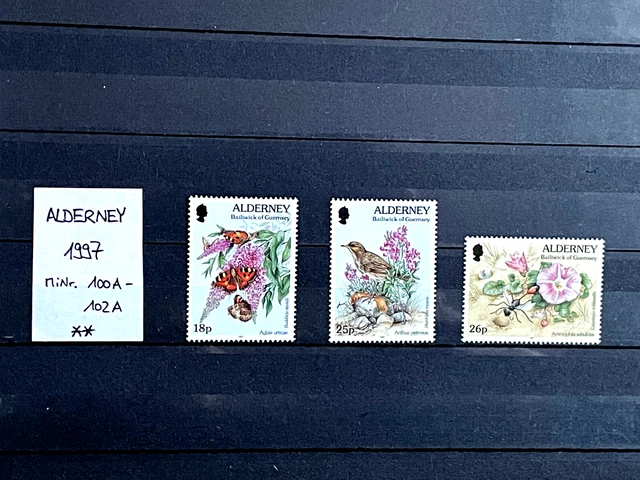 ALDERNEY
1997
MiNr. 100A-
102A
**
ALDERNEY
Bailiwick of Guernsey
18p
Aglais urticae
ALDERNEY
Bailiwick of Guernsey
25p
Anthus petrosus
ALDERNEY
Bailiwick of Guernsey
26p